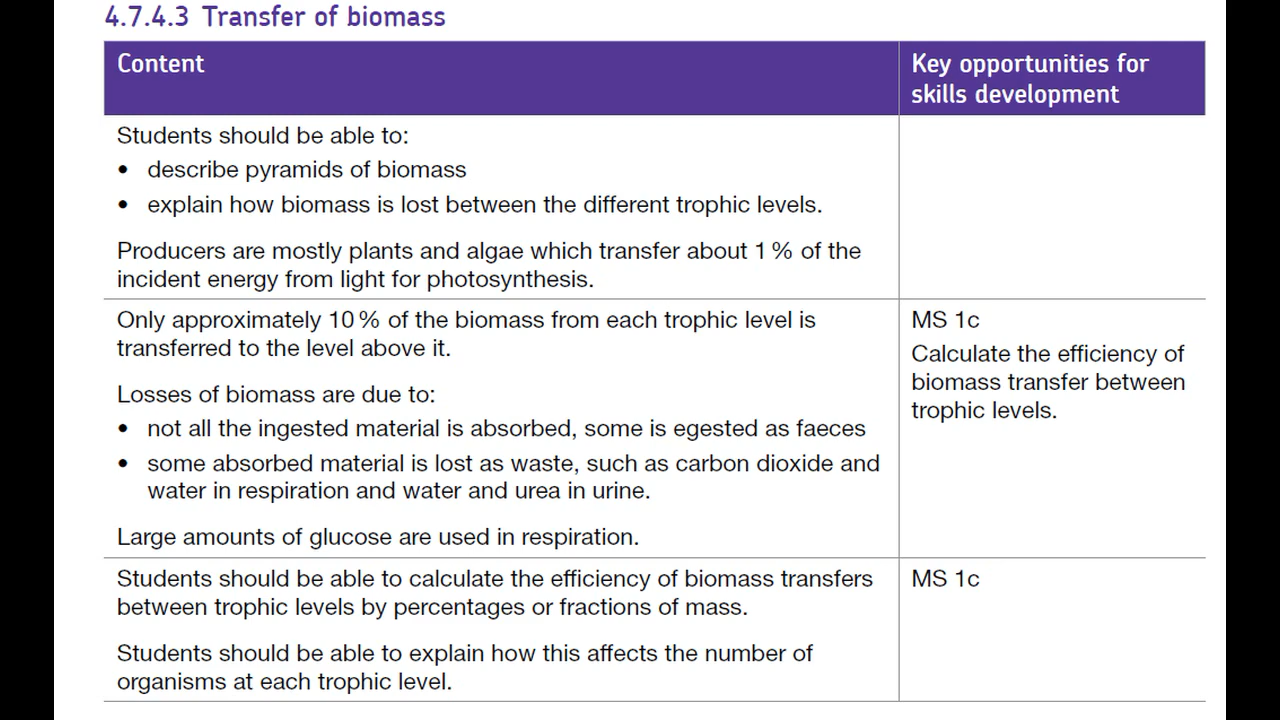 4.7.4.3 Transfer of biomass
Content
Key opportunities for
skills development
Students should be able to:
• describe pyramids of biomass
• explain how biomass is lost between the different trophic levels.
Producers are mostly plants and algae which transfer about 1 % of the
incident energy from light for photosynthesis.
Only approximately 10 % of the biomass from each trophic level is
transferred to the level above it.
Losses of biomass are due to:
• not all the ingested material is absorbed, some is egested as faeces
• some absorbed material is lost as waste, such as carbon dioxide and
water in respiration and water and urea in urine.
Large amounts of glucose are used in respiration.
MS 1c
Calculate the efficiency of
biomass transfer between
trophic levels.
Students should be able to calculate the efficiency of biomass transfers
between trophic levels by percentages or fractions of mass.
Students should be able to explain how this affects the number of
organisms at each trophic level.
MS 1c